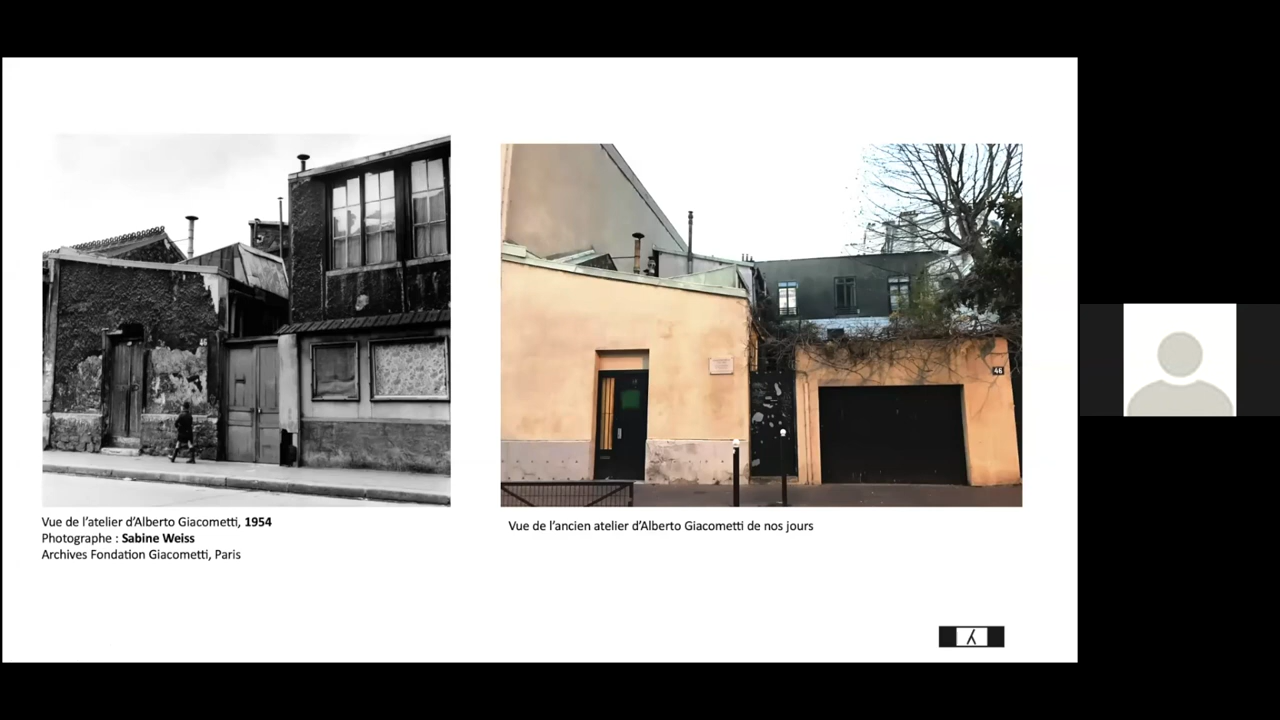 Vue de l'atelier d'Alberto Giacometti, 1954
Photographe : Sabine Weiss
Archives Fondation Giacometti, Paris
46
Vue de l'ancien atelier d'Alberto Giacometti de nos jours